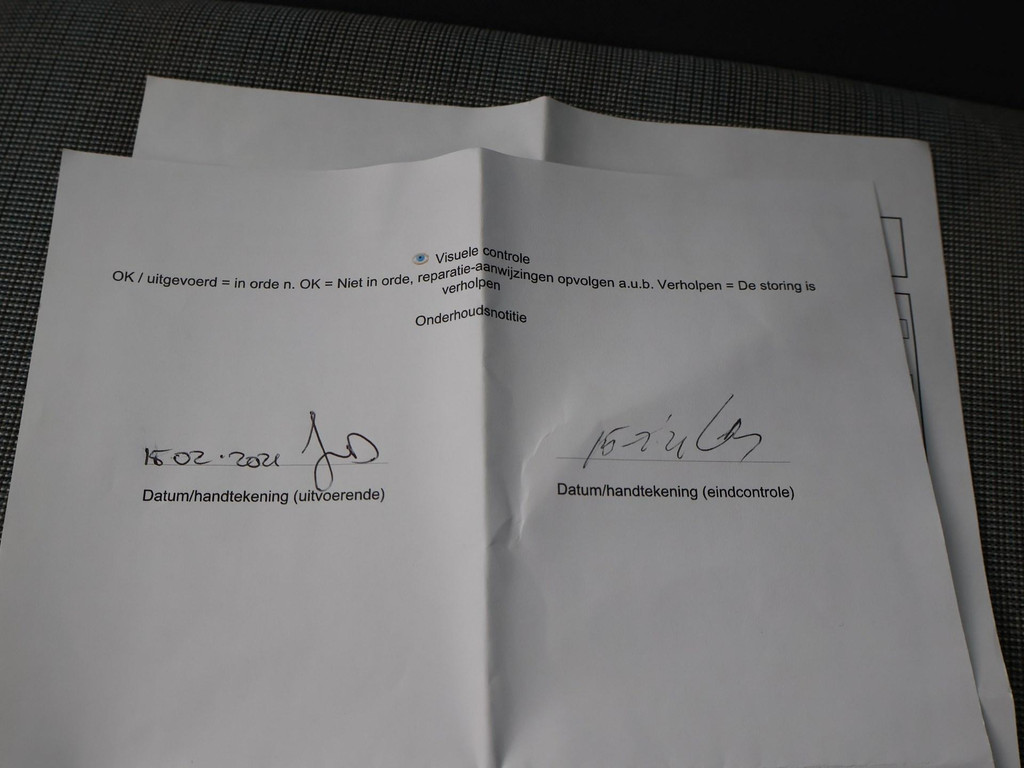 Visuele controle
OK / uitgevoerd = in orde n. OK = Niet in orde, reparatie-aanwijzingen opvolgen a.u.b. Verholpen = De storing is
verholpen
Onderhoudsnotitie
15 02 · 2021
Datum/handtekening (uitvoerende)
Datum/handtekening (eindcontrole)